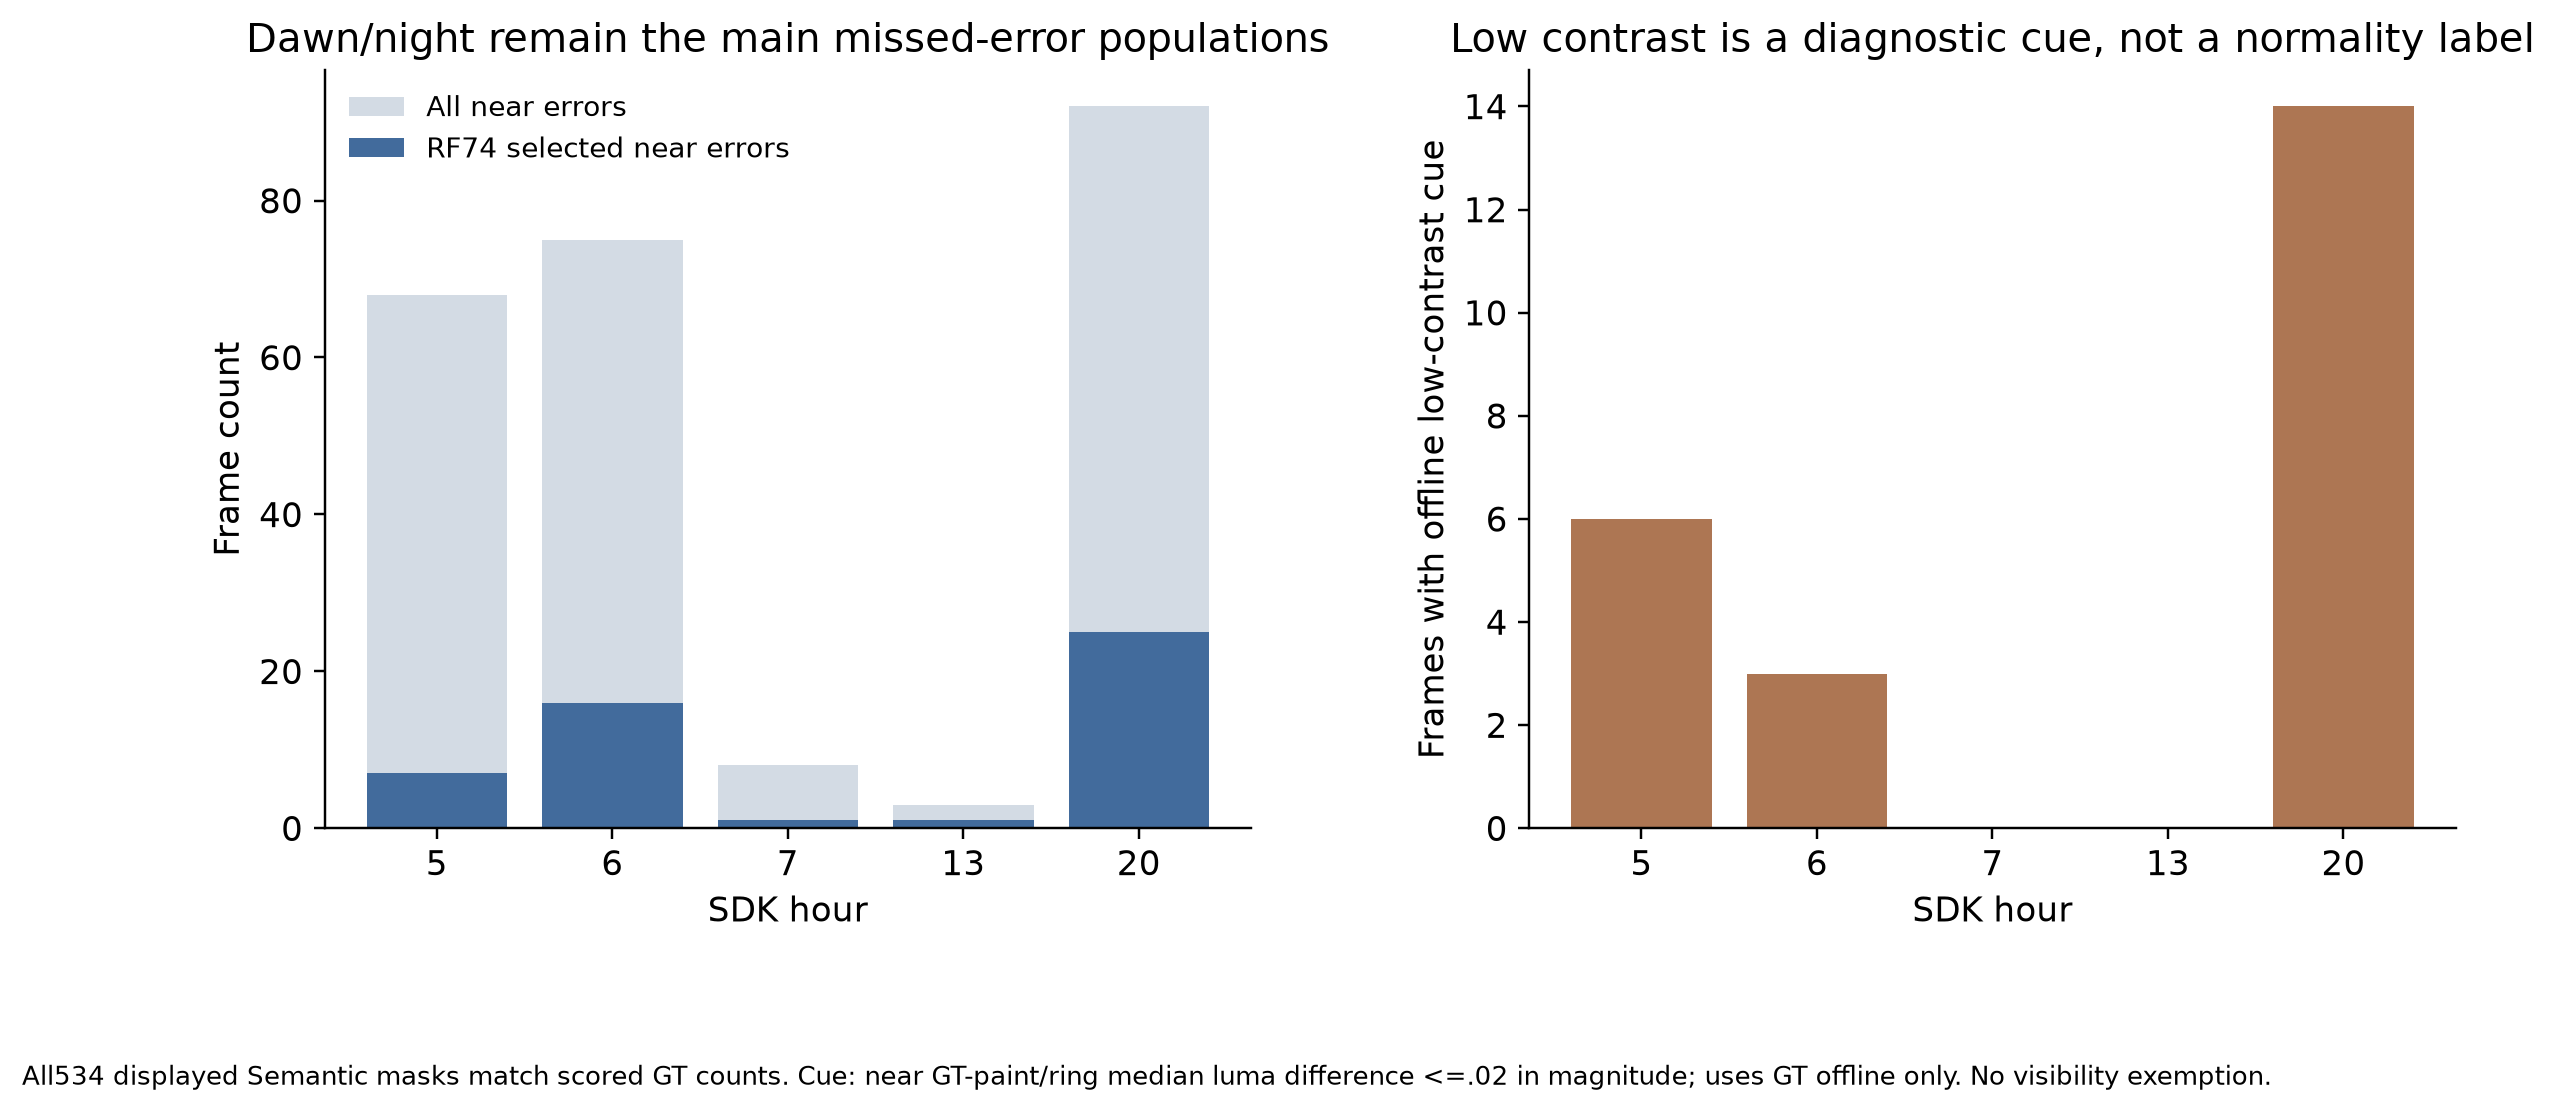 Dawn/night remain the main missed-error populations
All near errors
RF74 selected near errors
Frame count
80
60
40
20
0
5 6 7 13 20
SDK hour
Low contrast is a diagnostic cue, not a normality label
Frames with offline low-contrast cue
14
12
10
8
6
4
2
0
5 6 7 13 20
SDK hour
All534 displayed Semantic masks match scored GT counts. Cue: near GT-paint/ring median luma difference <=.02 in magnitude; uses GT offline only. No visibility exemption.